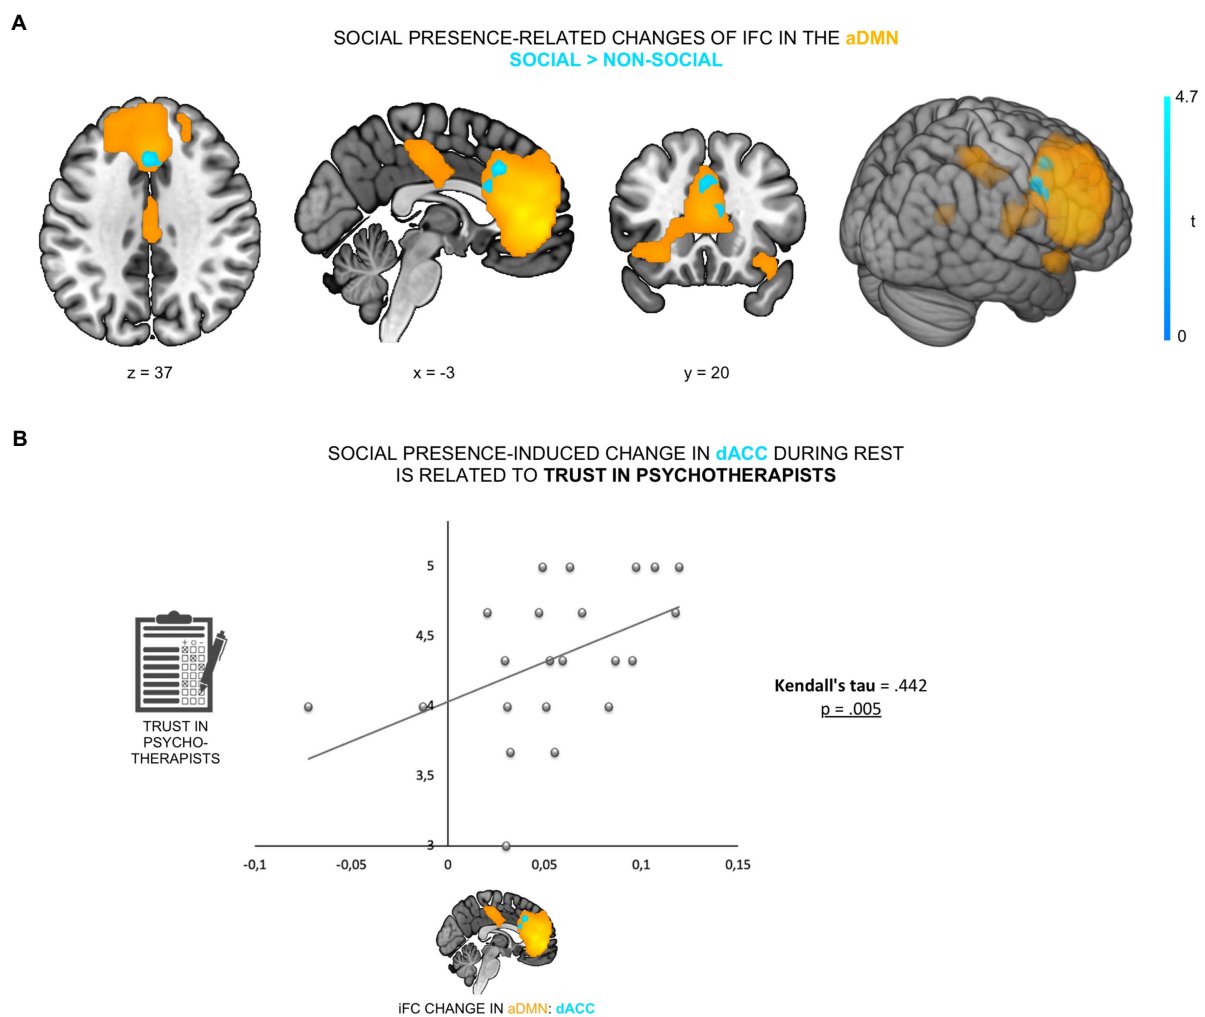 A
SOCIAL PRESENCE-RELATED CHANGES OF IFC IN THE aDMN
SOCIAL > NON-SOCIAL
4.7
t
0
z = 37
x = -3
y = 20
B
SOCIAL PRESENCE-INDUCED CHANGE IN dACC DURING REST
IS RELATED TO TRUST IN PSYCHOTHERAPISTS
5
4,5
4
3,5
3
+ o -
TRUST IN
PSYCHO-
THERAPISTS
Kendall's tau = .442
p = .005
-0,1 -0,05 0 0,05 0,1 0,15
iFC CHANGE IN aDMN: dACC